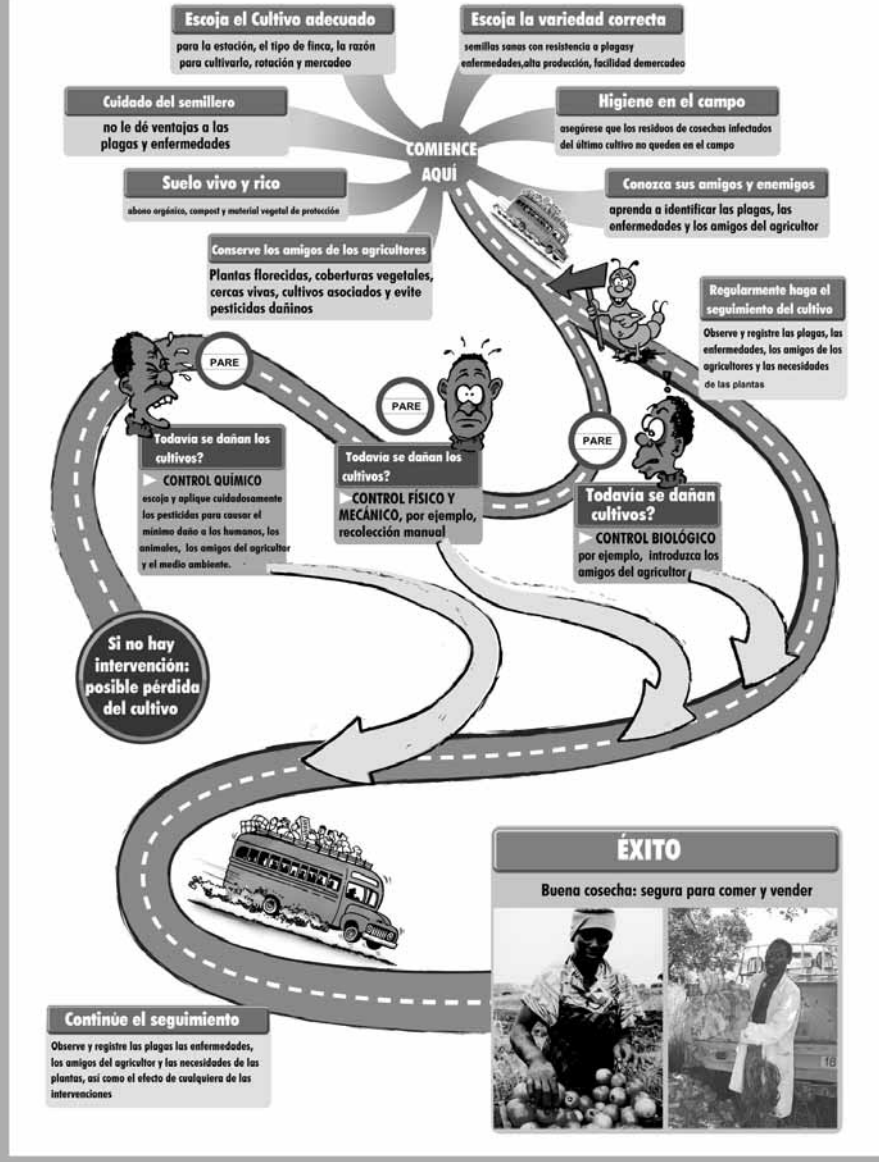 Escoja el Cultivo adecuado
para la estación, el tipo de finca, la razón
para cultivarlo, rotación y mercadeo
Escoja la variedad correcta
semillas sanas con resistencia a plagasy
enfermedades,alta producción, facilidad demercadeo
Cuidado del semillero
no le dé ventajas a las
plagas y enfermedades
Higiene en el campo
asegúrese que los residuos de cosechas infectados
del último cultivo no queden en el campo
COMIENCE
AQUÍ
Suelo vivo y rico
abono orgánico, compost y material vegetal de protección
Conozca sus amigos y enemigos
aprenda a identificar las plagas, las
enfermedades y los amigos del agricultor
Conserve los amigos de los agricultores
Plantas florecidas, coberturas vegetales,
cercas vivas, cultivos asociados y evite
pesticidas dañinos
Regularmente haga el
seguimiento del cultivo
Observe y registre las plagas, las
enfermedades, los amigos de los
agricultores y las necesidades
de las plantas
PARE
PARE
PARE
Todavía se dañan los
cultivos?
CONTROL QUÍMICO
escoja y aplique cuidadosamente
los pesticidas para causar el
mínimo daño a los humanos, los
animales, los amigos del agricultor
y el medio ambiente.
Todavía se dañan los
cultivos?
CONTROL FÍSICO Y
MECÁNICO, por ejemplo,
recolección manual
Todavía se dañan
cultivos?
CONTROL BIOLÓGICO
por ejemplo, introduzca los
amigos del agricultor
Si no hay
intervención:
posible pérdida
del cultivo
ÉXITO
Buena cosecha: segura para comer y vender
18
Continúe el seguimiento
Observe y registre las plagas las enfermedades,
los amigos del agricultor y las necesidades de las
plantas, así como el efecto de cualquiera de las
intervenciones